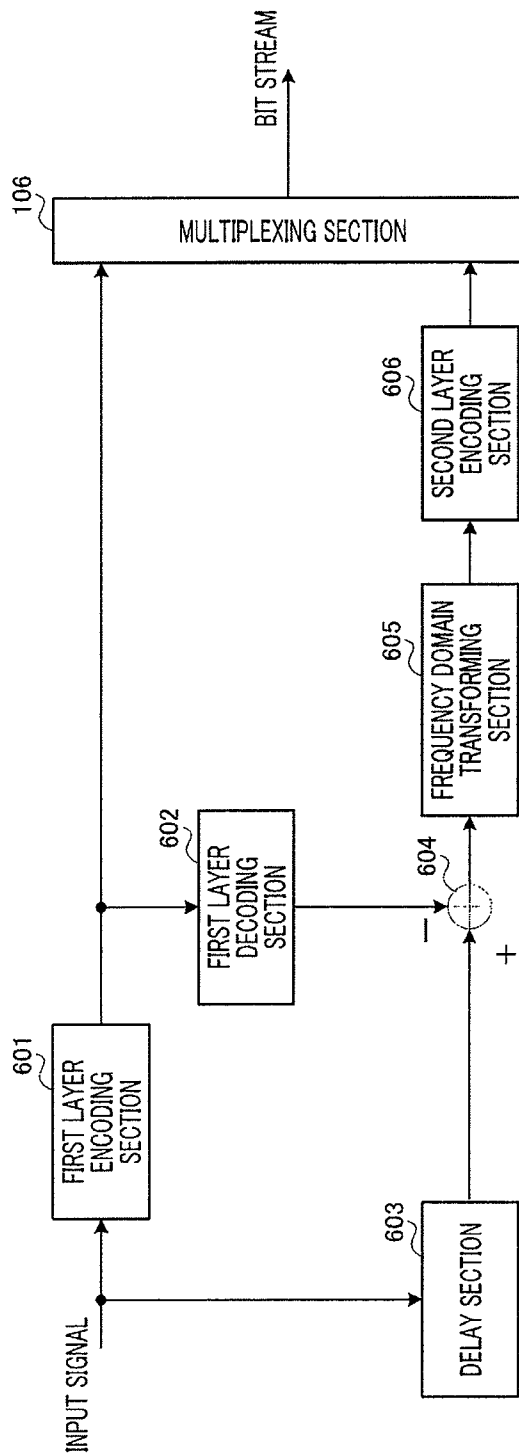 INPUT SIGNAL
601
FIRST LAYER
ENCODING
SECTION
602
FIRST LAYER
DECODING
SECTION
603
DELAY SECTION
604
−
+
605
FREQUENCY DOMAIN
TRANSFORMING
SECTION
606
SECOND LAYER
ENCODING
SECTION
106
MULTIPLEXING SECTION
BIT STREAM